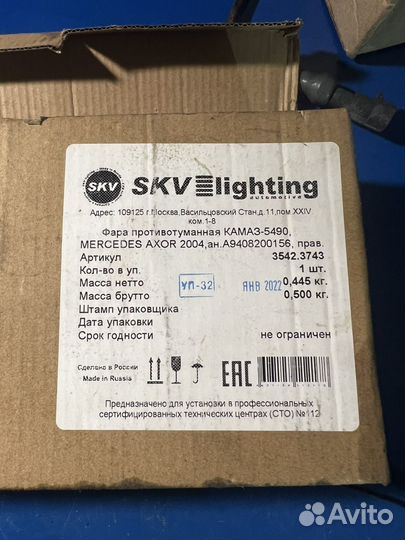 SKV SKV lighting
automotive
Адрес: 109125 г.Москва,Васильцовский Стан,д.11,пом.XXIV
ком.1-8
Фара противотуманная КАМАЗ-5490,
MERCEDES AXOR 2004,ан.A9408200156, прав.
Артикул 3542.3743
Кол-во в уп. 1 шт.
Масса нетто УП-32 ЯНВ 2022 0,445 кг.
Масса брутто 0,500 кг.
Штамп упаковщика
Дата упаковки
Срок годности не ограничен
Сделано в России
Made in Russia
EAC
Предназначено для установки в профессиональных
сертифицированных технических центрах (СТО) №112
Avito